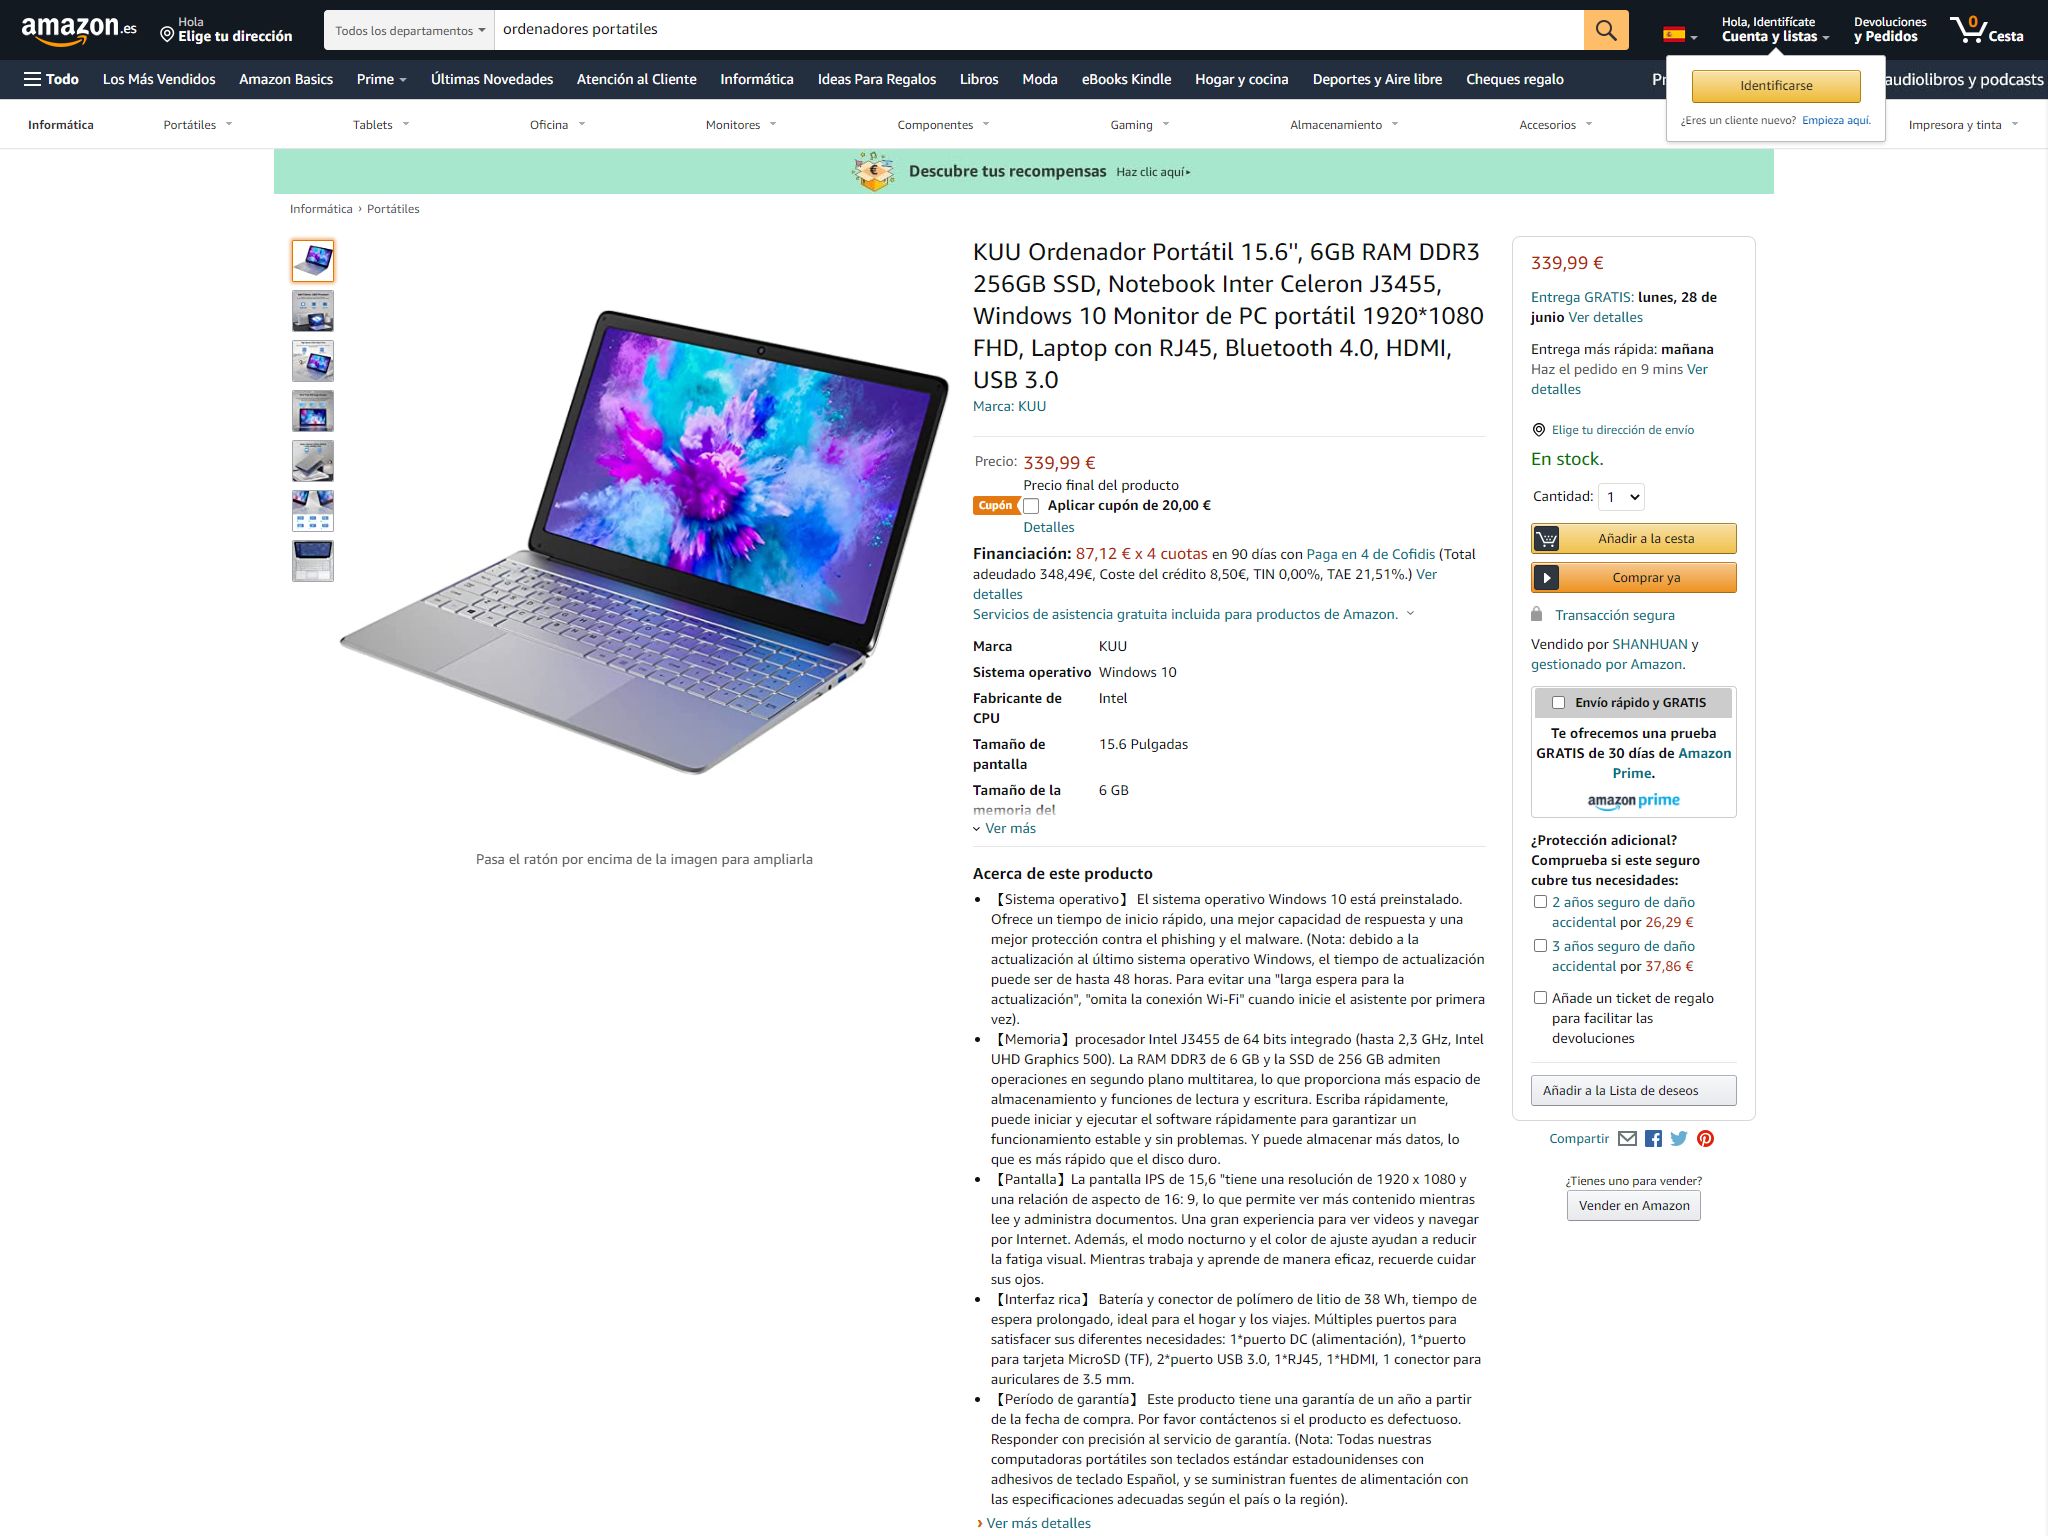 amazon.es
Hola
Elige tu dirección
Todos los departamentos
ordenadores portatiles
Hola, Identifícate
Cuenta y listas
Devoluciones
y Pedidos
0
Cesta
Todo
Los Más Vendidos
Amazon Basics
Prime
Últimas Novedades
Atención al Cliente
Informática
Ideas Para Regalos
Libros
Moda
eBooks Kindle
Hogar y cocina
Deportes y Aire libre
Cheques regalo
audiolibros y podcasts
Identificarse
¿Eres un cliente nuevo? Empieza aquí.
Informática
Portátiles
Tablets
Oficina
Monitores
Componentes
Gaming
Almacenamiento
Accesorios
Impresora y tinta
Descubre tus recompensas Haz clic aquí▸
Informática › Portátiles
Pasa el ratón por encima de la imagen para ampliarla
KUU Ordenador Portátil 15.6'', 6GB RAM DDR3
256GB SSD, Notebook Inter Celeron J3455,
Windows 10 Monitor de PC portátil 1920*1080
FHD, Laptop con RJ45, Bluetooth 4.0, HDMI,
USB 3.0
Marca: KUU
Precio: 339,99 €
Precio final del producto
Cupón Aplicar cupón de 20,00 €
Detalles
Financiación: 87,12 € x 4 cuotas en 90 días con Paga en 4 de Cofidis (Total
adeudado 348,49€, Coste del crédito 8,50€, TIN 0,00%, TAE 21,51%.) Ver
detalles
Servicios de asistencia gratuita incluida para productos de Amazon.
Marca KUU
Sistema operativo Windows 10
Fabricante de Intel
CPU
Tamaño de 15.6 Pulgadas
pantalla
Tamaño de la 6 GB
memoria del
Ver más
Acerca de este producto
• 【Sistema operativo】 El sistema operativo Windows 10 está preinstalado.
Ofrece un tiempo de inicio rápido, una mejor capacidad de respuesta y una
mejor protección contra el phishing y el malware. (Nota: debido a la
actualización al último sistema operativo Windows, el tiempo de actualización
puede ser de hasta 48 horas. Para evitar una "larga espera para la
actualización", "omita la conexión Wi-Fi" cuando inicie el asistente por primera
vez).
• 【Memoria】procesador Intel J3455 de 64 bits integrado (hasta 2,3 GHz, Intel
UHD Graphics 500). La RAM DDR3 de 6 GB y la SSD de 256 GB admiten
operaciones en segundo plano multitarea, lo que proporciona más espacio de
almacenamiento y funciones de lectura y escritura. Escriba rápidamente,
puede iniciar y ejecutar el software rápidamente para garantizar un
funcionamiento estable y sin problemas. Y puede almacenar más datos, lo
que es más rápido que el disco duro.
• 【Pantalla】La pantalla IPS de 15,6 "tiene una resolución de 1920 x 1080 y
una relación de aspecto de 16: 9, lo que permite ver más contenido mientras
lee y administra documentos. Una gran experiencia para ver videos y navegar
por Internet. Además, el modo nocturno y el color de ajuste ayudan a reducir
la fatiga visual. Mientras trabaja y aprende de manera eficaz, recuerde cuidar
sus ojos.
• 【Interfaz rica】 Batería y conector de polímero de litio de 38 Wh, tiempo de
espera prolongado, ideal para el hogar y los viajes. Múltiples puertos para
satisfacer sus diferentes necesidades: 1*puerto DC (alimentación), 1*puerto
para tarjeta MicroSD (TF), 2*puerto USB 3.0, 1*RJ45, 1*HDMI, 1 conector para
auriculares de 3.5 mm.
• 【Período de garantía】 Este producto tiene una garantía de un año a partir
de la fecha de compra. Por favor contáctenos si el producto es defectuoso.
Responder con precisión al servicio de garantía. (Nota: Todas nuestras
computadoras portátiles son teclados estándar estadounidenses con
adhesivos de teclado Español, y se suministran fuentes de alimentación con
las especificaciones adecuadas según el país o la región).
› Ver más detalles
339,99 €
Entrega GRATIS: lunes, 28 de
junio Ver detalles
Entrega más rápida: mañana
Haz el pedido en 9 mins Ver
detalles
Elige tu dirección de envío
En stock.
Cantidad: 1
Añadir a la cesta
Comprar ya
Transacción segura
Vendido por SHANHUAN y
gestionado por Amazon.
Envío rápido y GRATIS
Te ofrecemos una prueba
GRATIS de 30 días de Amazon
Prime.
amazon prime
¿Protección adicional?
Comprueba si este seguro
cubre tus necesidades:
2 años seguro de daño
accidental por 26,29 €
3 años seguro de daño
accidental por 37,86 €
Añade un ticket de regalo
para facilitar las
devoluciones
Añadir a la Lista de deseos
Compartir
¿Tienes uno para vender?
Vender en Amazon